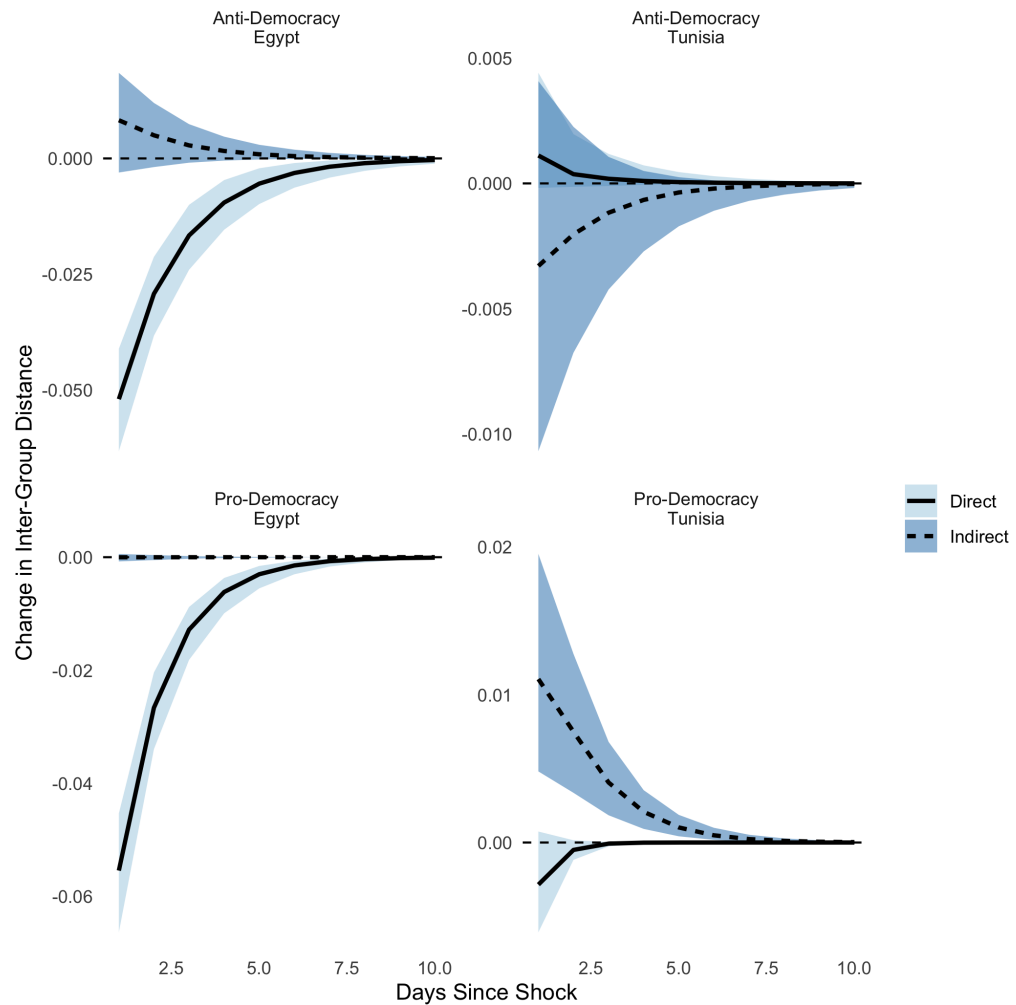 Anti-Democracy
Egypt
Anti-Democracy
Tunisia
0.000
-0.025
-0.050
0.005
0.000
-0.005
-0.010
Pro-Democracy
Egypt
Pro-Democracy
Tunisia
0.00
-0.02
-0.04
-0.06
0.02
0.01
0.00
Change in Inter-Group Distance
2.5
5.0
7.5
10.0
2.5
5.0
7.5
10.0
Days Since Shock
Direct
Indirect